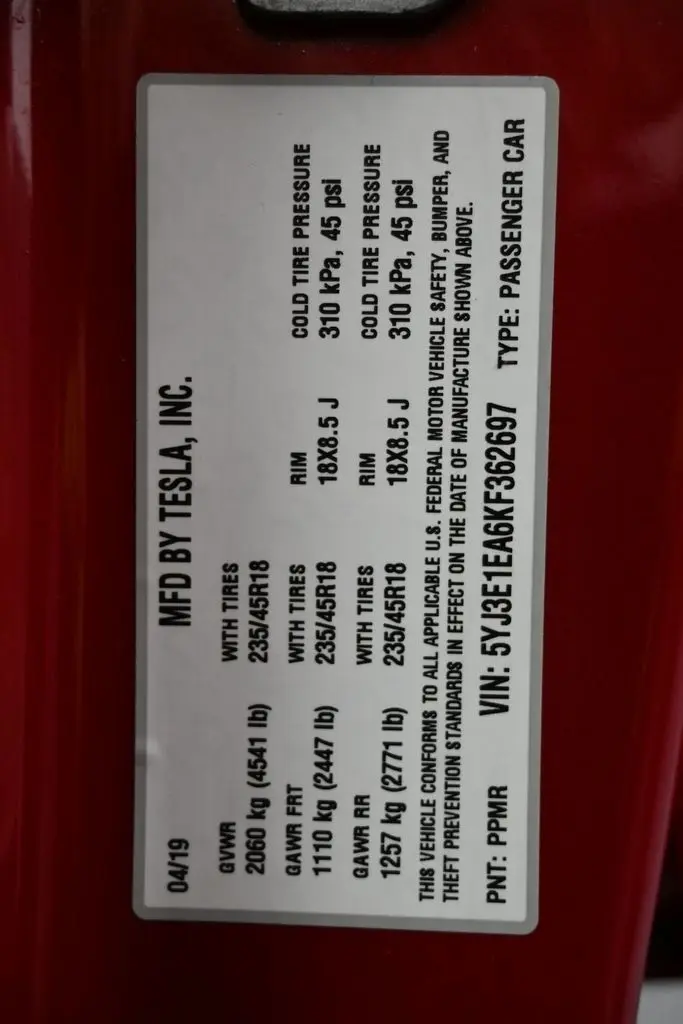 04/19 MFD BY TESLA, INC.
GVWR WITH TIRES
2060 kg (4541 lb) 235/45R18
GAWR FRT WITH TIRES RIM COLD TIRE PRESSURE
1110 kg (2447 lb) 235/45R18 18X8.5 J 310 kPa, 45 psi
GAWR RR WITH TIRES RIM COLD TIRE PRESSURE
1257 kg (2771 lb) 235/45R18 18X8.5 J 310 kPa, 45 psi
THIS VEHICLE CONFORMS TO ALL APPLICABLE U.S. FEDERAL MOTOR VEHICLE SAFETY, BUMPER, AND
THEFT PREVENTION STANDARDS IN EFFECT ON THE DATE OF MANUFACTURE SHOWN ABOVE.
PNT: PPMR VIN: 5YJ3E1EA6KF362697 TYPE: PASSENGER CAR